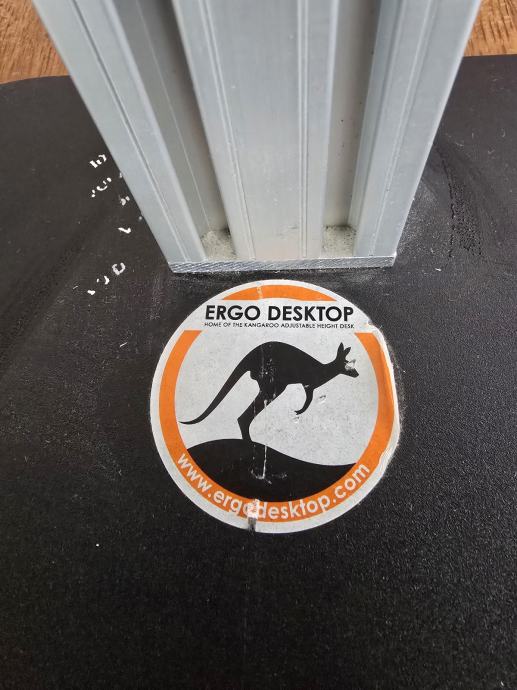 ERGO DESKTOP
HOME OF THE KANGAROO ADJUSTABLE HEIGHT DESK
www.ergodesktop.com